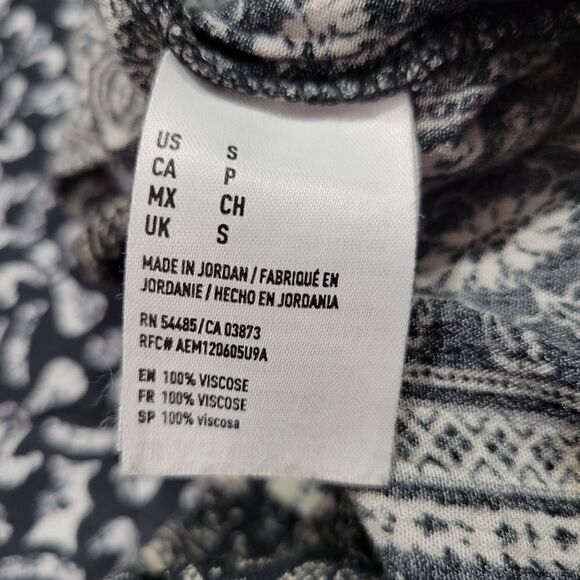 US S
CA P
MX CH
UK S
MADE IN JORDAN / FABRIQUÉ EN
JORDANIE / HECHO EN JORDANIA
RN 54485/CA 03873
RFC# AEM120605U9A
EN 100% VISCOSE
FR 100% VISCOSE
SP 100% viscosa